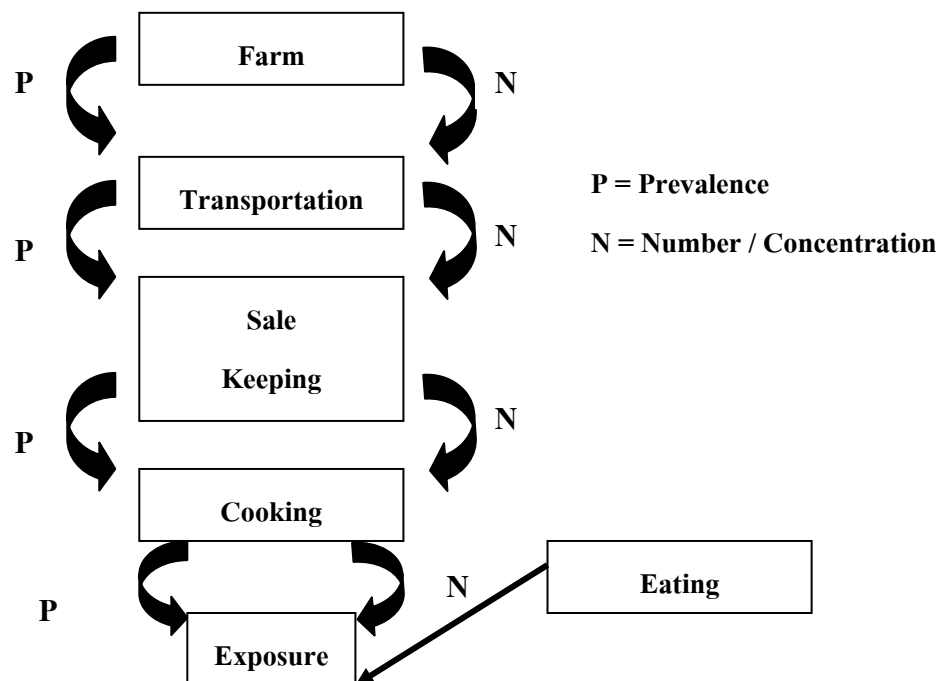 Farm
P
N
Transportation
P = Prevalence
P
N
N = Number / Concentration
Sale
Keeping
P
N
Cooking
Eating
P
N
Exposure